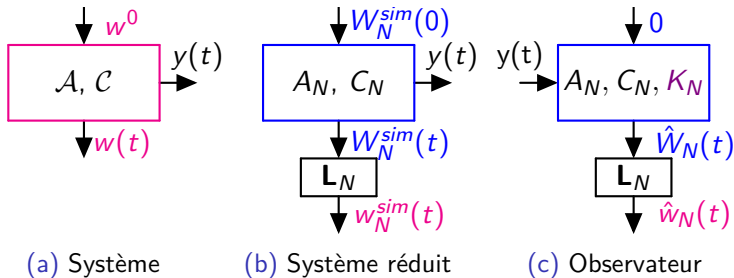 w⁰
𝒜, 𝒞
y(t)
w(t)
(a) Système
W_N^{sim}(0)
A_N, C_N
y(t)
W_N^{sim}(t)
L_N
w_N^{sim}(t)
(b) Système réduit
0
y(t)
A_N, C_N, K_N
Ŵ_N(t)
L_N
ŵ_N(t)
(c) Observateur